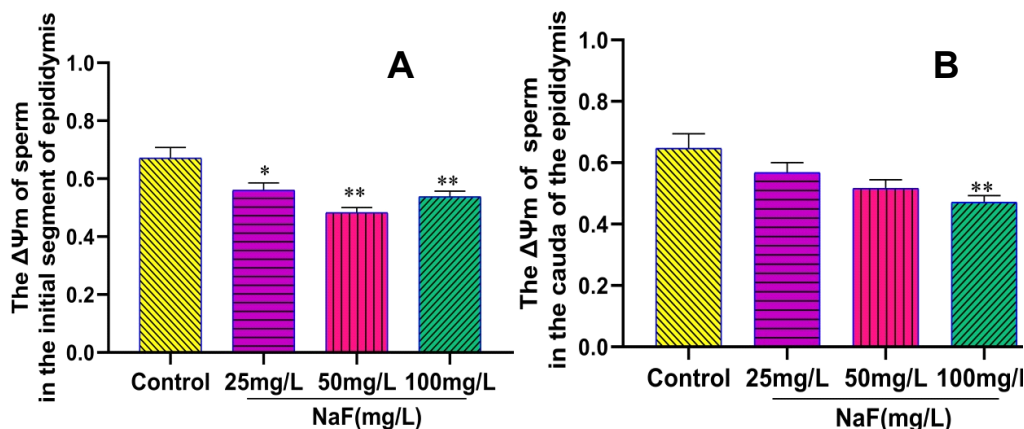 The ΔΨm of sperm
in the initial segment of epididymis
A
1.0
0.8
0.6
0.4
0.2
0.0
*
**
**
Control 25mg/L 50mg/L 100mg/L
NaF(mg/L)
The ΔΨm of sperm
in the cauda of the epididymis
B
1.0
0.8
0.6
0.4
0.2
0.0
**
Control 25mg/L 50mg/L 100mg/L
NaF(mg/L)